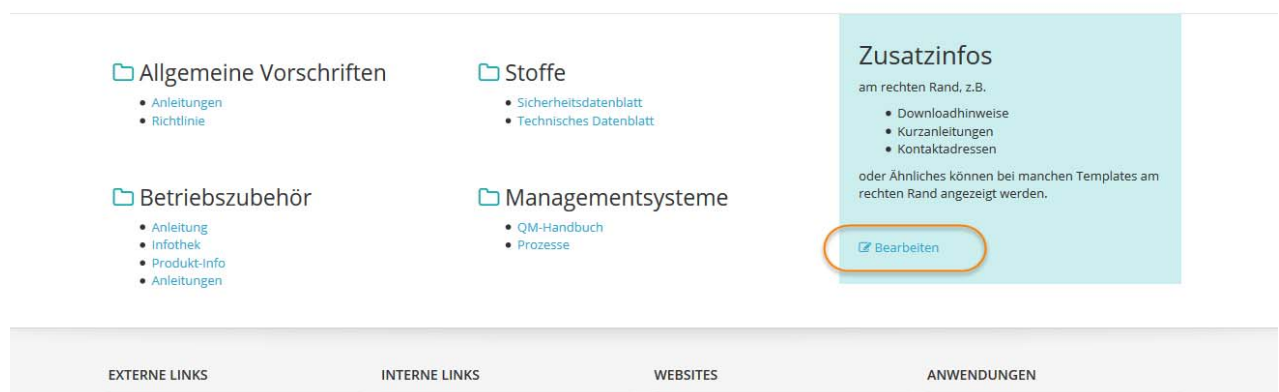 Allgemeine Vorschriften
Anleitungen
Richtlinie
Stoffe
Sicherheitsdatenblatt
Technisches Datenblatt
Betriebszubehör
Anleitung
Infothek
Produkt-Info
Anleitungen
Managementsysteme
QM-Handbuch
Prozesse
Zusatzinfos
am rechten Rand, z.B.
Downloadhinweise
Kurzanleitungen
Kontaktadressen
oder Ähnliches können bei manchen Templates am
rechten Rand angezeigt werden.
Bearbeiten
EXTERNE LINKS
INTERNE LINKS
WEBSITES
ANWENDUNGEN